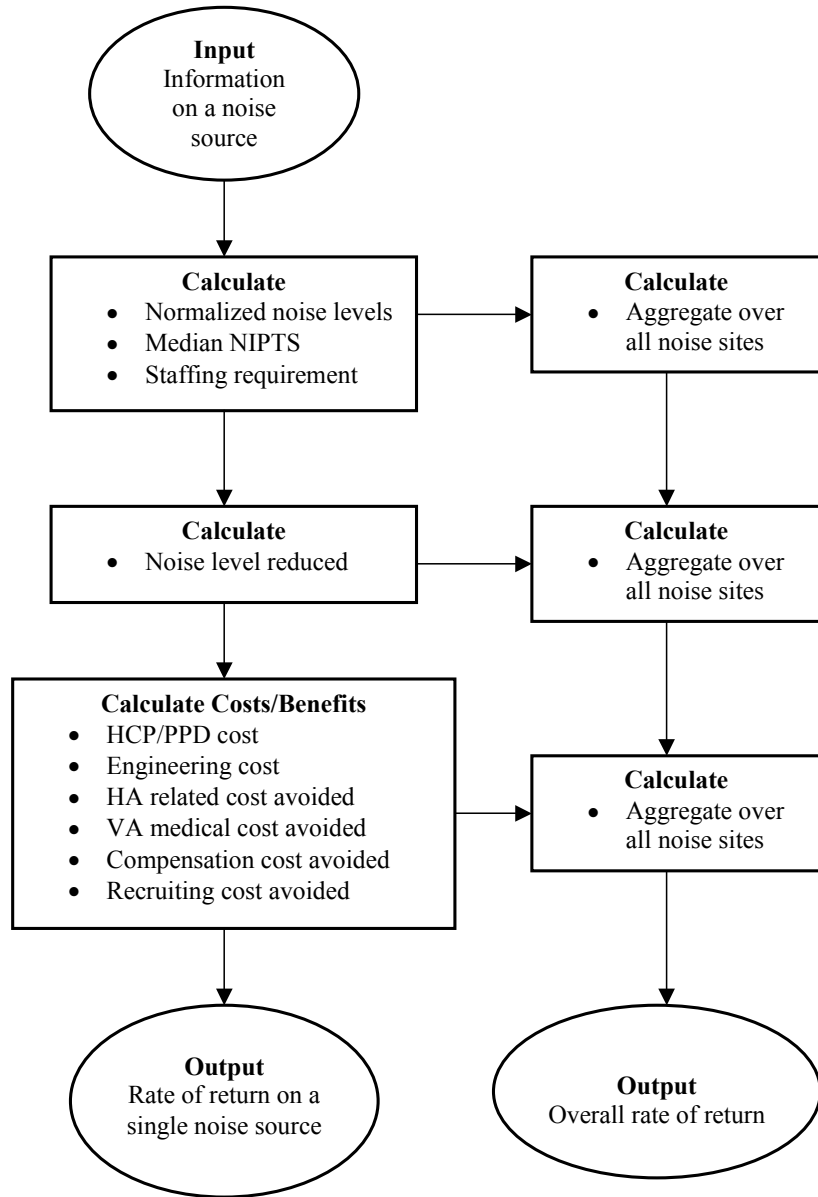 Input
Information
on a noise
source
Calculate
• Normalized noise levels
• Median NIPTS
• Staffing requirement
Calculate
• Aggregate over
all noise sites
Calculate
• Noise level reduced
Calculate
• Aggregate over
all noise sites
Calculate Costs/Benefits
• HCP/PPD cost
• Engineering cost
• HA related cost avoided
• VA medical cost avoided
• Compensation cost avoided
• Recruiting cost avoided
Calculate
• Aggregate over
all noise sites
Output
Rate of return on a
single noise source
Output
Overall rate of return